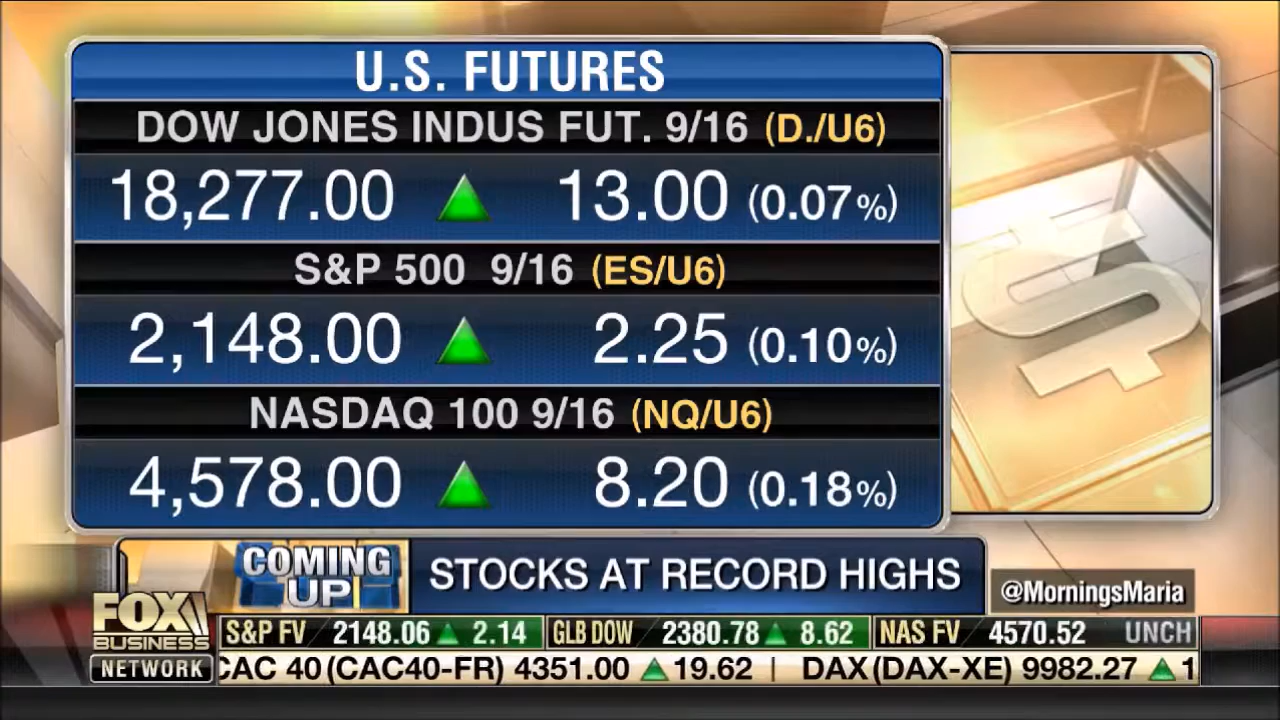 U.S. FUTURES
DOW JONES INDUS FUT. 9/16 (D./U6)
18,277.00 ▲ 13.00 (0.07%)
S&P 500 9/16 (ES/U6)
2,148.00 ▲ 2.25 (0.10%)
NASDAQ 100 9/16 (NQ/U6)
4,578.00 ▲ 8.20 (0.18%)
COMING UP
STOCKS AT RECORD HIGHS
@MorningsMaria
FOX BUSINESS NETWORK
S&P FV 2148.06 ▲ 2.14 GLB DOW 2380.78 ▲ 8.62 NAS FV 4570.52 UNCH
CAC 40 (CAC40-FR) 4351.00 ▲ 19.62 | DAX (DAX-XE) 9982.27 ▲ 1